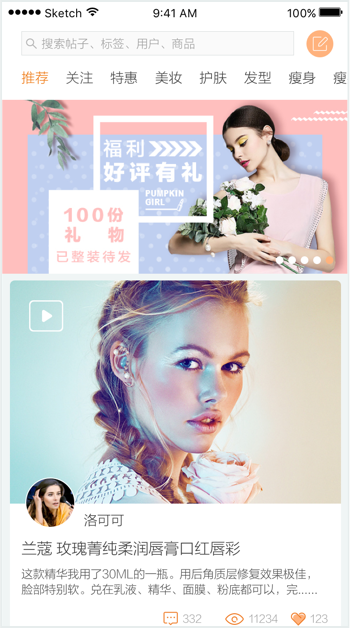 Sketch 9:41 AM 100%
搜索帖子、标签、用户、商品
推荐 关注 特惠 美妆 护肤 发型 瘦身 瘦
福利
好评有礼
PUMPKIN
GIRL
100份
礼 物
已整装待发
洛可可
兰蔻 玫瑰菁纯柔润唇膏口红唇彩
这款精华我用了30ML的一瓶。用后角质层修复效果极佳，
脸部特别软。兑在乳液、精华、面膜、粉底都可以，完......
332 11234 123